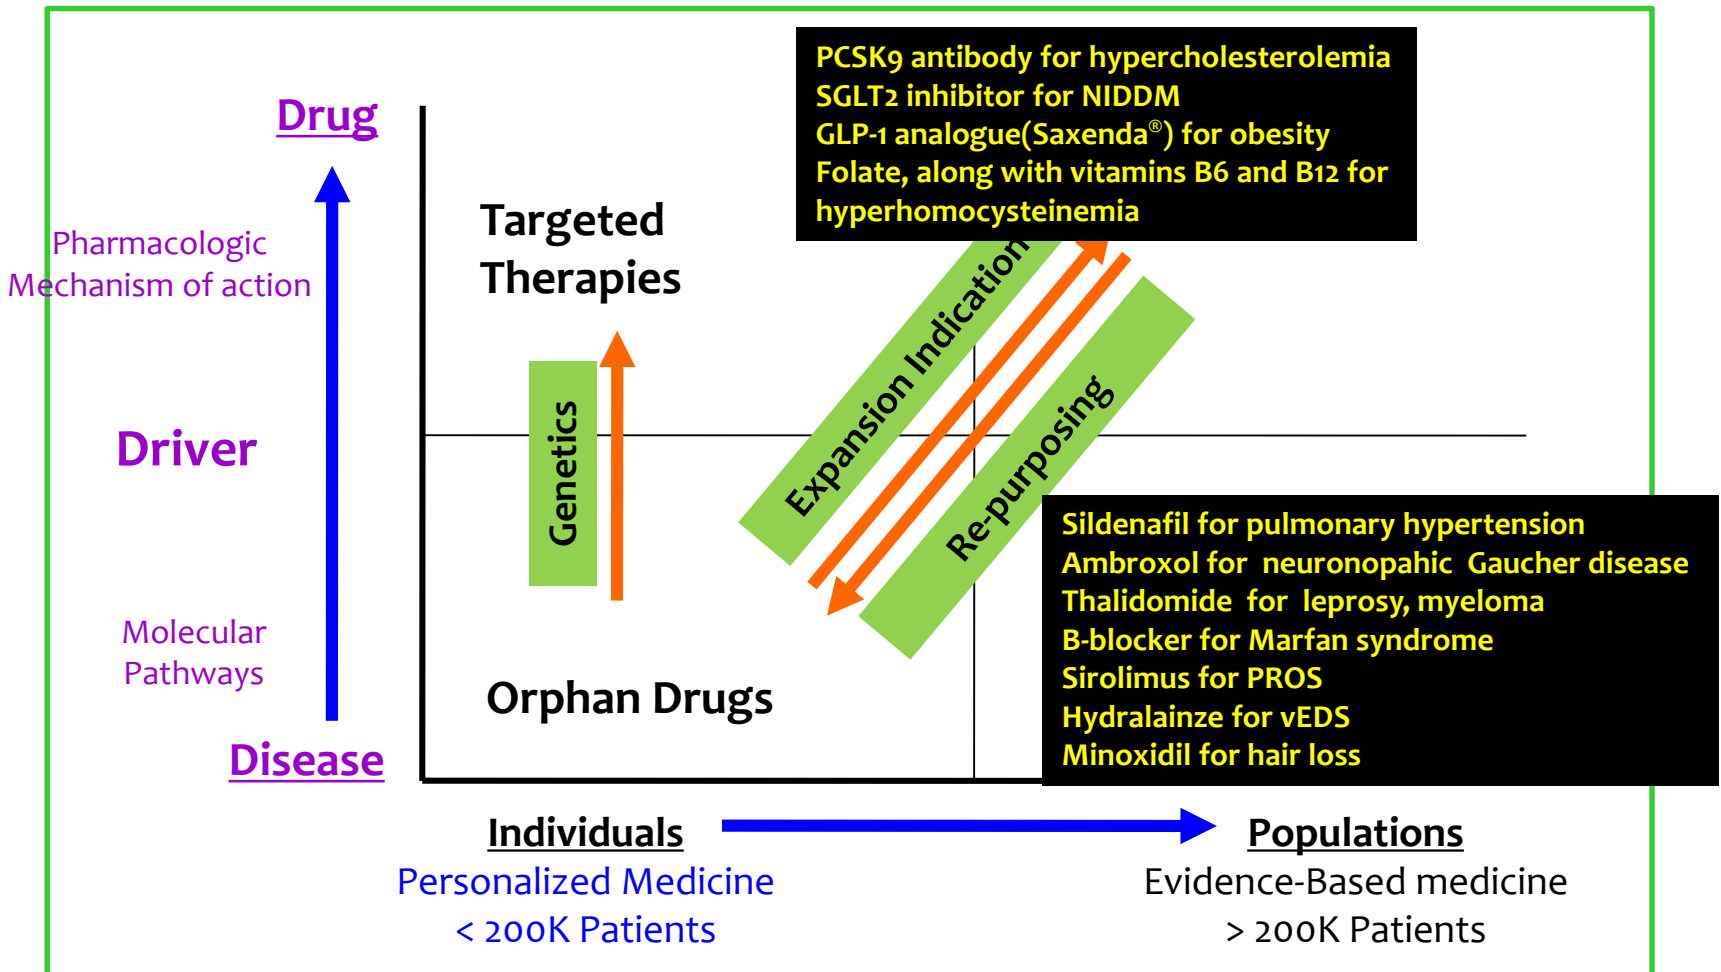 PCSK9 antibody for hypercholesterolemia
SGLT2 inhibitor for NIDDM
GLP-1 analogue(Saxenda®) for obesity
Folate, along with vitamins B6 and B12 for
hyperhomocysteinemia
Drug
Targeted
Therapies
Pharmacologic
Mechanism of action
Expansion Indication
Genetics
Re-purposing
Driver
Sildenafil for pulmonary hypertension
Ambroxol for neuronopahic Gaucher disease
Thalidomide for leprosy, myeloma
B-blocker for Marfan syndrome
Sirolimus for PROS
Hydralainze for vEDS
Minoxidil for hair loss
Molecular
Pathways
Orphan Drugs
Disease
Individuals
Personalized Medicine
< 200K Patients
Populations
Evidence-Based medicine
> 200K Patients